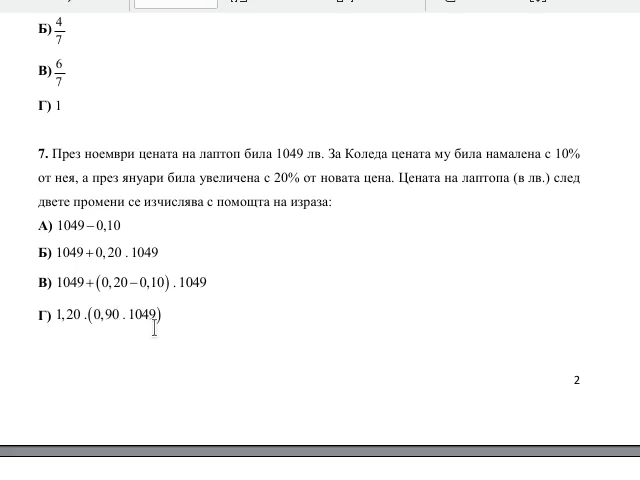 Б) 4/7
В) 6/7
Г) 1
7. През ноември цената на лаптоп била 1049 лв. За Коледа цената му била намалена с 10%
от нея, а през януари била увеличена с 20% от новата цена. Цената на лаптопа (в лв.) след
двете промени се изчислява с помощта на израза:
А) 1049−0,10
Б) 1049+0,20 . 1049
В) 1049+(0,20−0,10) . 1049
Г) 1,20 .(0,90 . 1049)
2